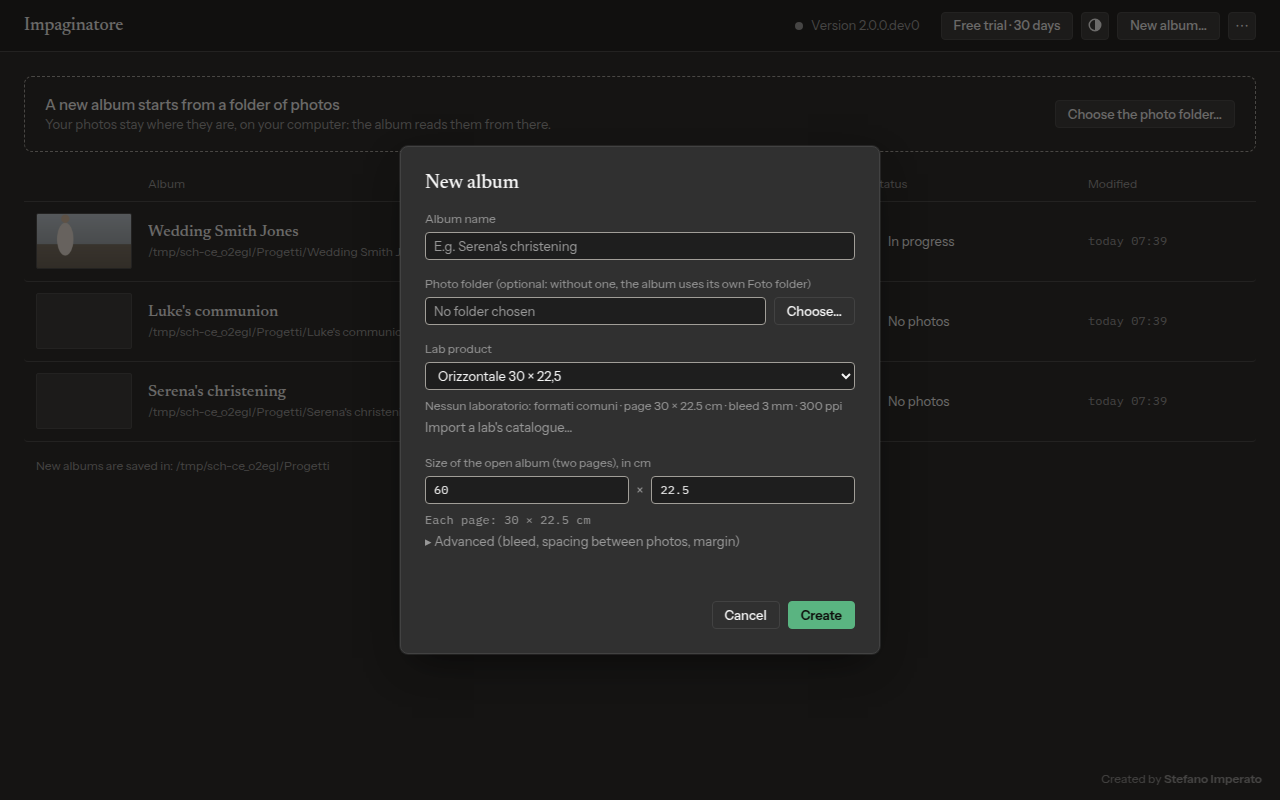 Impaginatore
Version 2.0.0.dev0
Free trial · 30 days
New album…
···
A new album starts from a folder of photos
Your photos stay where they are, on your computer: the album reads them from there.
Choose the photo folder…
Album
Modified
Wedding Smith Jones
/tmp/sch-ce_o2egl/Progetti/Wedding Smith
In progress
today 07:39
Luke's communion
/tmp/sch-ce_o2egl/Progetti/Luke's
No photos
today 07:39
Serena's christening
/tmp/sch-ce_o2egl/Progetti/Serena's
No photos
today 07:39
New albums are saved in: /tmp/sch-ce_o2egl/Progetti
New album
Album name
E.g. Serena's christening
Photo folder (optional: without one, the album uses its own Foto folder)
No folder chosen
Choose…
Lab product
Orizzontale 30 × 22,5
Nessun laboratorio: formati comuni · page 30 × 22.5 cm · bleed 3 mm · 300 ppi
Import a lab's catalogue…
Size of the open album (two pages), in cm
60 × 22.5
Each page: 30 × 22.5 cm
▸ Advanced (bleed, spacing between photos, margin)
Cancel
Create
Created by Stefano Imperato